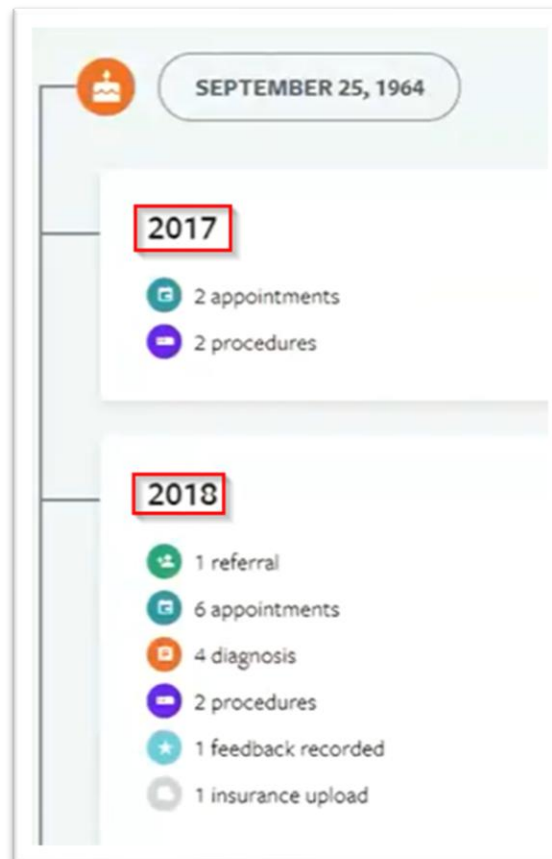 SEPTEMBER 25, 1964
2017
2 appointments
2 procedures
2018
1 referral
6 appointments
4 diagnosis
2 procedures
1 feedback recorded
1 insurance upload